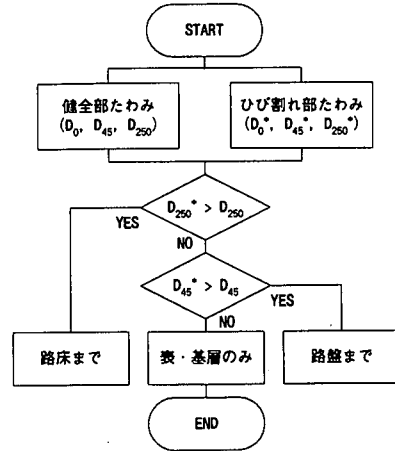 START
健全部たわみ
(D₀, D₄₅, D₂₅₀)
ひび割れ部たわみ
(D₀*, D₄₅*, D₂₅₀*)
D₂₅₀* > D₂₅₀
YES
NO
D₄₅* > D₄₅
YES
NO
路床まで
表・基層のみ
路盤まで
END